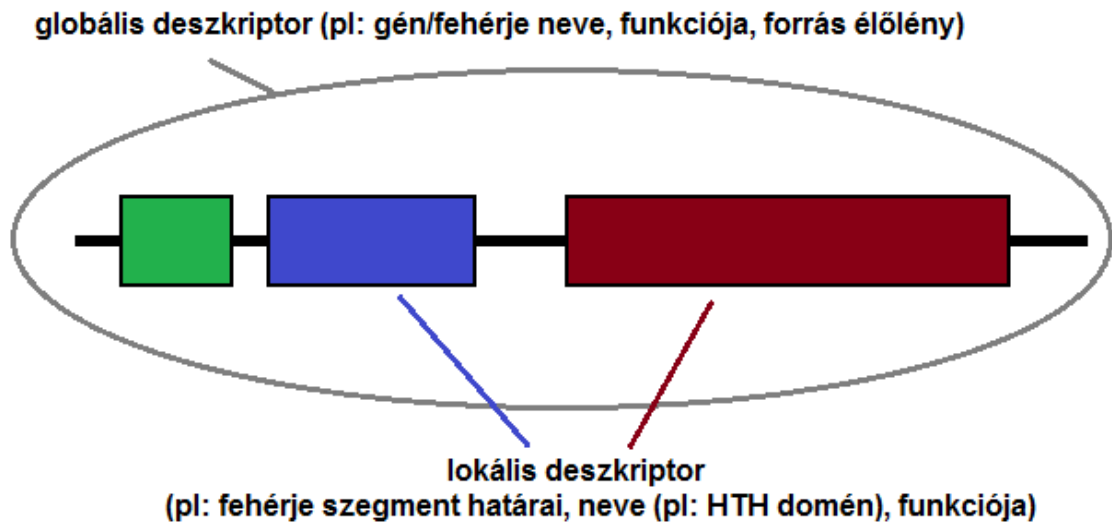 globális deszkriptor (pl: gén/fehérje neve, funkciója, forrás élőlény)
lokális deszkriptor
(pl: fehérje szegment határai, neve (pl: HTH domén), funkciója)